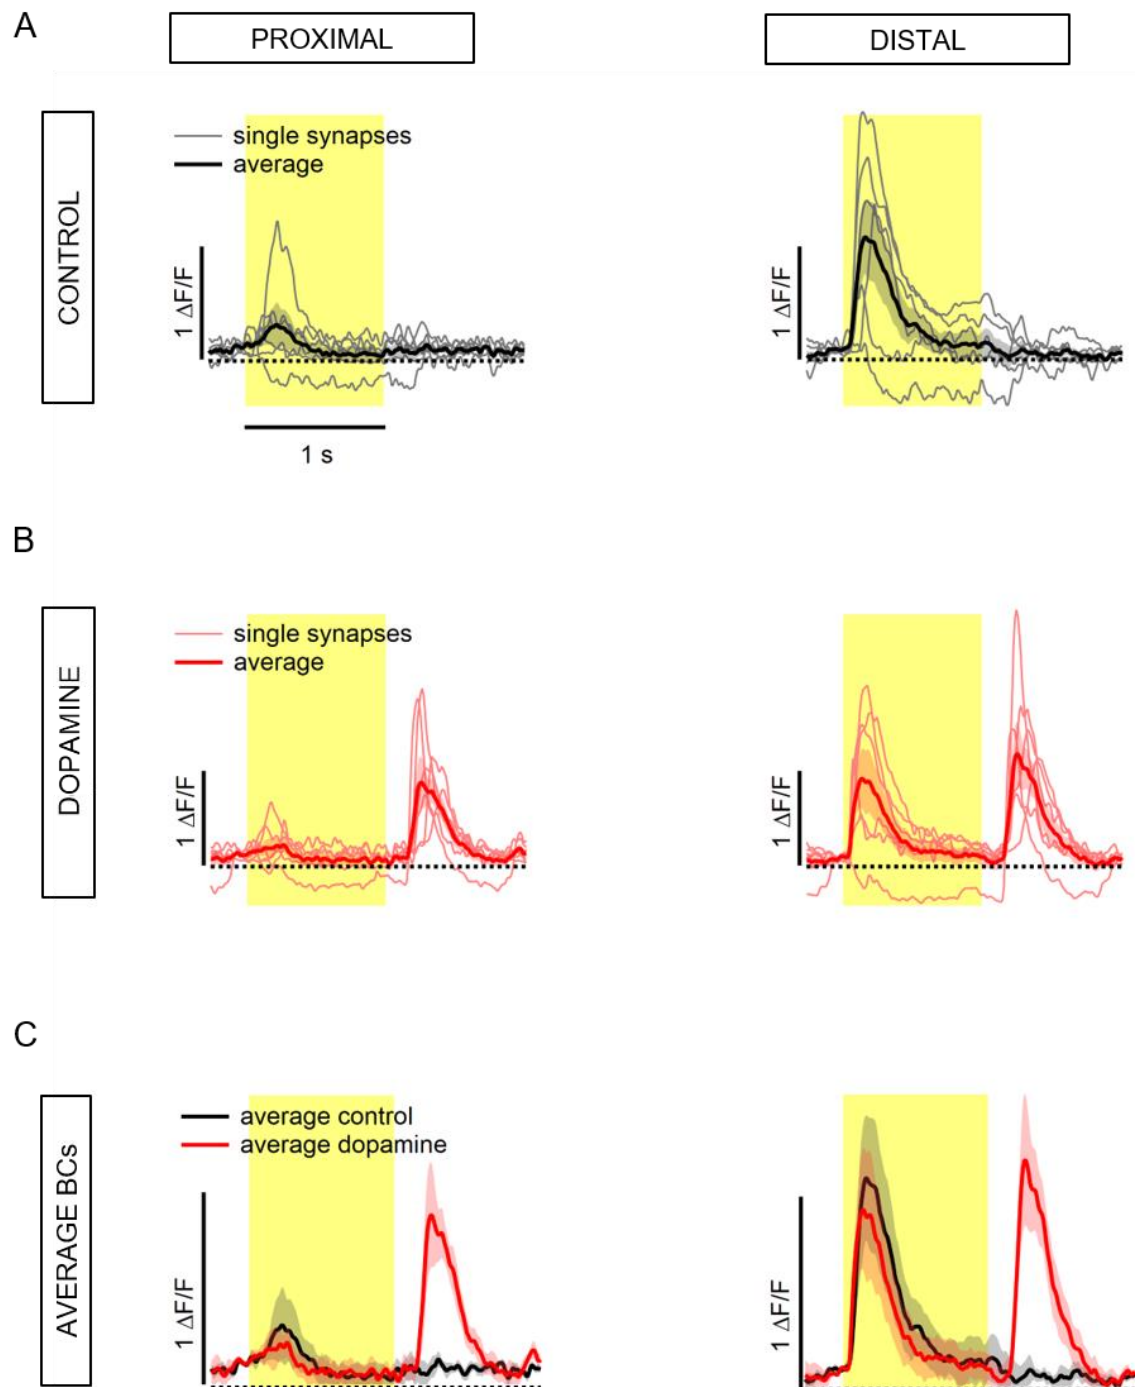 A
PROXIMAL
DISTAL
CONTROL
single synapses
average
1 ΔF/F
1 ΔF/F
1 s
B
DOPAMINE
single synapses
average
1 ΔF/F
1 ΔF/F
C
AVERAGE BCs
average control
average dopamine
1 ΔF/F
1 ΔF/F